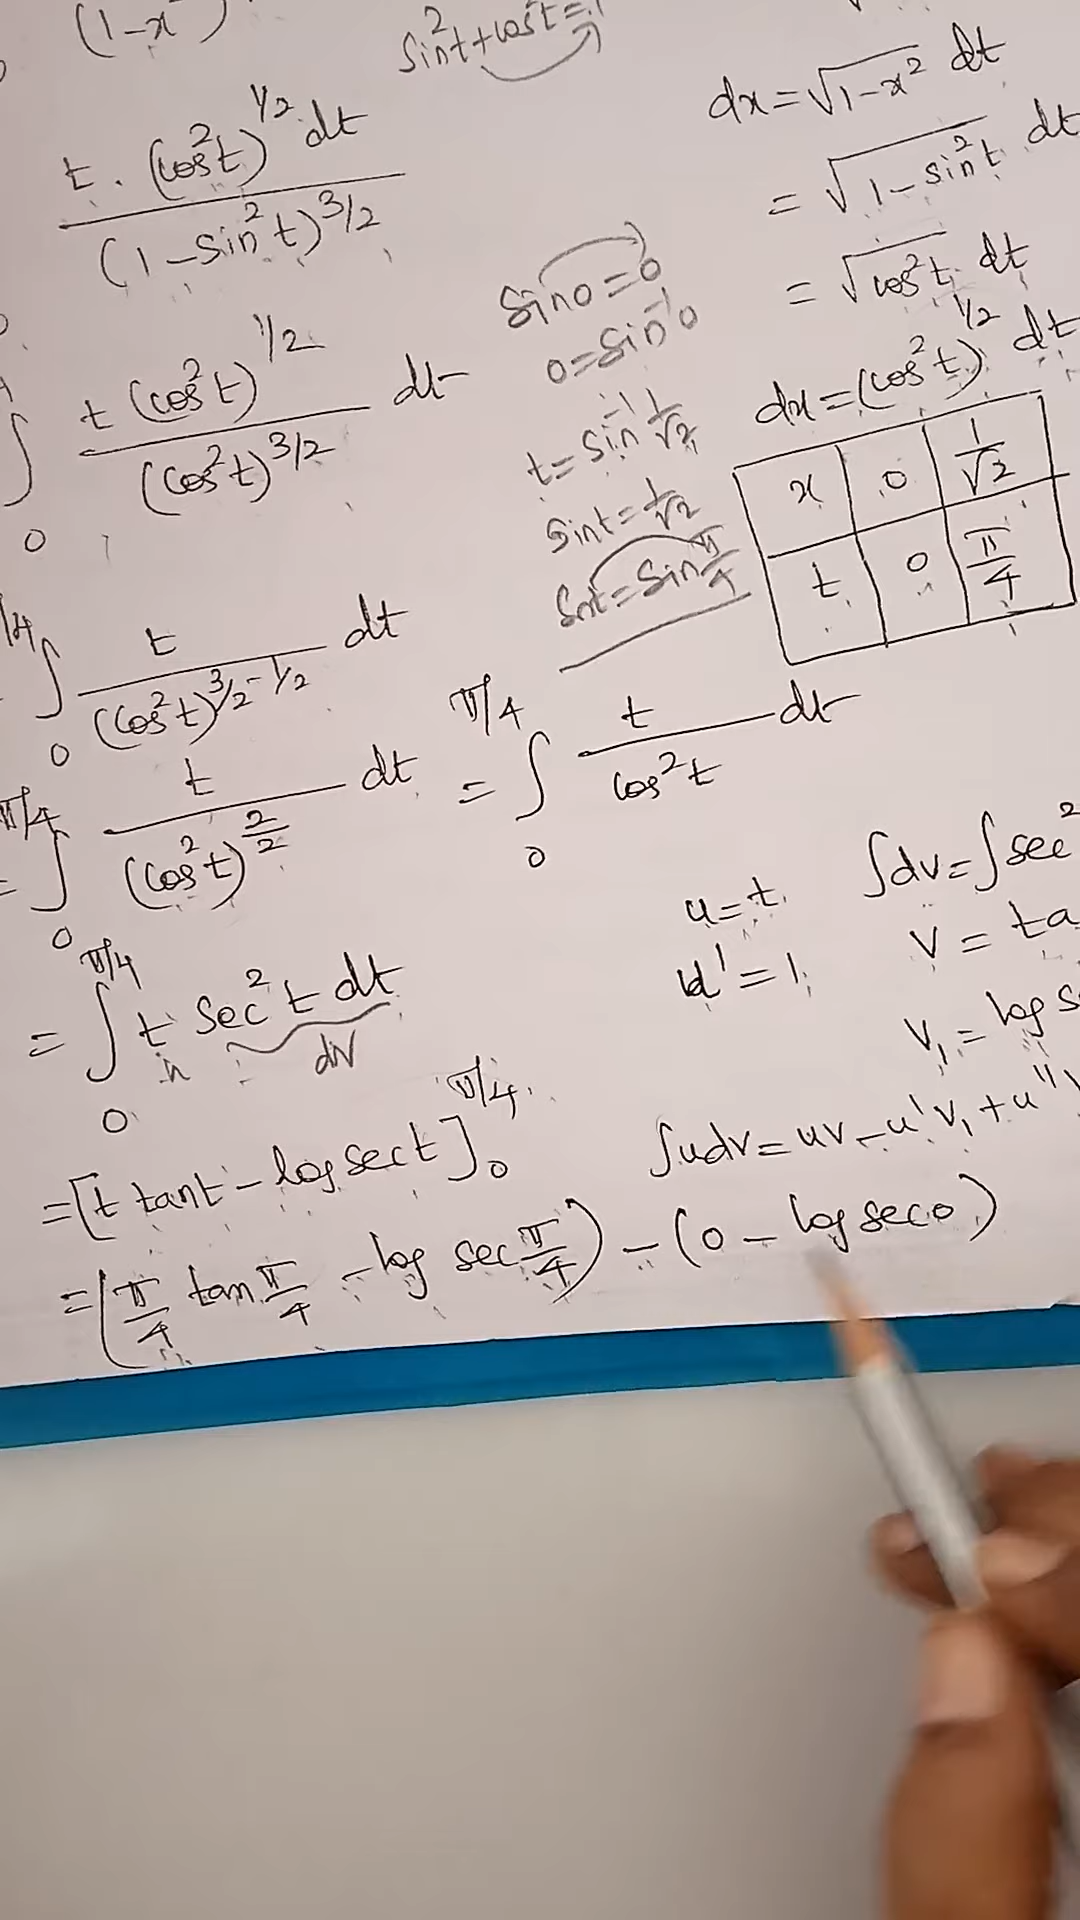 (1-x
sin²t+cos²t=1
dx=√1-x² dt
t.(cos²t)^1/2 dt
(1-sin²t)^3/2
=√1-sin²t dt
=√cos²t dt
dx=(cos²t)^1/2 dt
sin0=0
0=sin⁻¹0
t=sin⁻¹ 1/√2
sint=1/√2
sint=sin π/4
x | 0 | 1/√2
t | 0 | π/4
∫0 t(cos²t)^1/2 / (cos²t)^3/2 dt
∫0 t/(cos²t)^3/2-1/2 dt
=∫0^π/4 t/(cos²t)^2/2 dt =∫0^π/4 t/cos²t dt
u=t
u'=1
∫dv=∫sec²
v=ta
v₁=log s
=∫0^π/4 t sec²t dt
u dv
∫udv=uv-u'v₁+u''
=[t tant - log sect]0^π/4
=(π/4 tan π/4 - log sec π/4)-(0-log sec0)